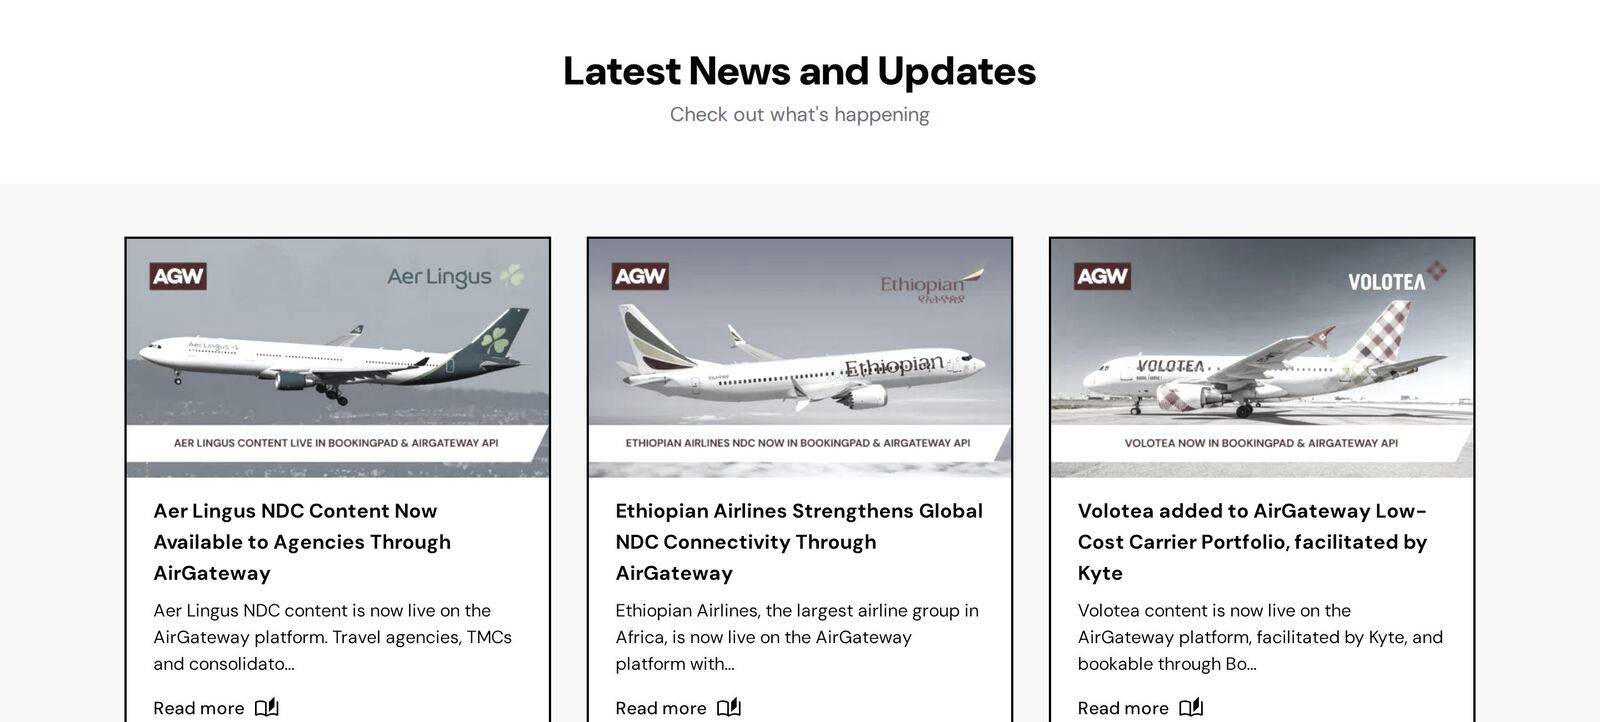 Latest News and Updates
Check out what's happening
AGW
Aer Lingus
Aer Lingus
AER LINGUS CONTENT LIVE IN BOOKINGPAD & AIRGATEWAY API
Aer Lingus NDC Content Now
Available to Agencies Through
AirGateway
Aer Lingus NDC content is now live on the
AirGateway platform. Travel agencies, TMCs
and consolidato...
Read more
AGW
Ethiopian
የኢትዮጵያ
Ethiopian
ETHIOPIAN AIRLINES NDC NOW IN BOOKINGPAD & AIRGATEWAY API
Ethiopian Airlines Strengthens Global
NDC Connectivity Through
AirGateway
Ethiopian Airlines, the largest airline group in
Africa, is now live on the AirGateway
platform with...
Read more
AGW
VOLOTEA
VOLOTEA
VOLOTEA NOW IN BOOKINGPAD & AIRGATEWAY API
Volotea added to AirGateway Low-
Cost Carrier Portfolio, facilitated by
Kyte
Volotea content is now live on the
AirGateway platform, facilitated by Kyte, and
bookable through Bo...
Read more